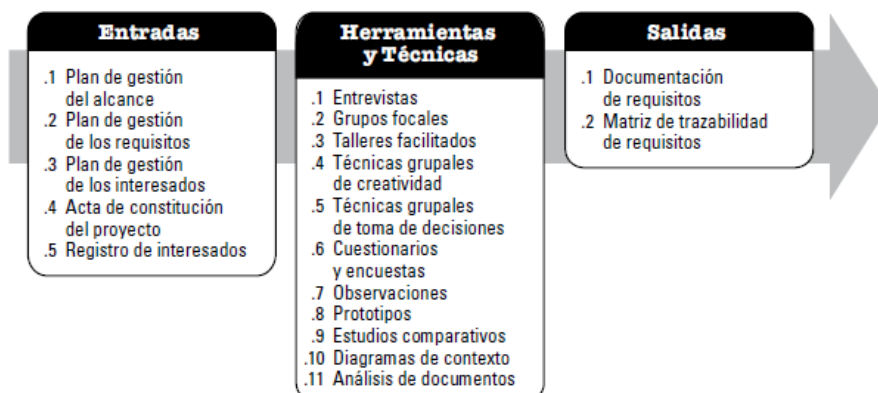 Entradas
.1 Plan de gestión
del alcance
.2 Plan de gestión
de los requisitos
.3 Plan de gestión
de los interesados
.4 Acta de constitución
del proyecto
.5 Registro de interesados
Herramientas
y Técnicas
.1 Entrevistas
.2 Grupos focales
.3 Talleres facilitados
.4 Técnicas grupales
de creatividad
.5 Técnicas grupales
de toma de decisiones
.6 Cuestionarios
y encuestas
.7 Observaciones
.8 Prototipos
.9 Estudios comparativos
.10 Diagramas de contexto
.11 Análisis de documentos
Salidas
.1 Documentación
de requisitos
.2 Matriz de trazabilidad
de requisitos